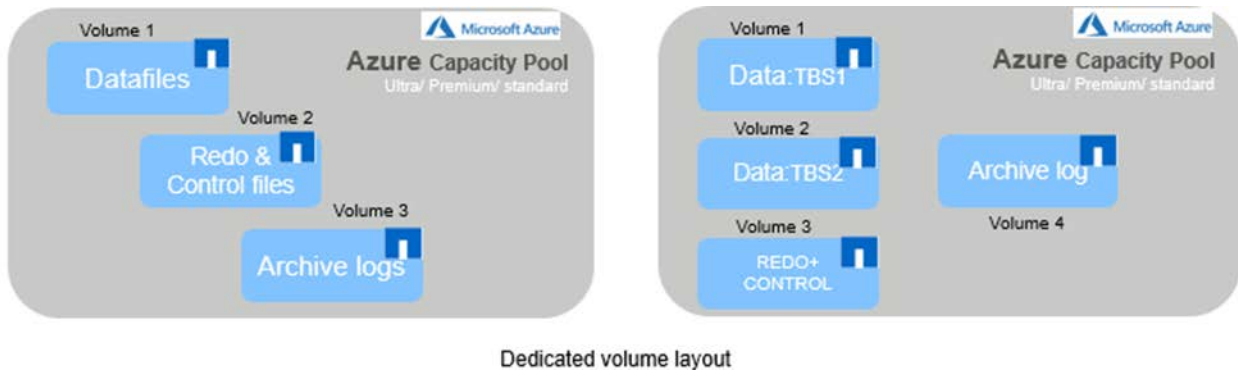 Volume 1
Microsoft Azure
Datafiles
Azure Capacity Pool
Ultra/ Premium/ standard
Volume 2
Redo &
Control files
Volume 3
Archive logs
Volume 1
Microsoft Azure
Data:TBS1
Azure Capacity Pool
Ultra/ Premium/ standard
Volume 2
Data:TBS2
Archive log
Volume 3
Volume 4
REDO+
CONTROL
Dedicated volume layout